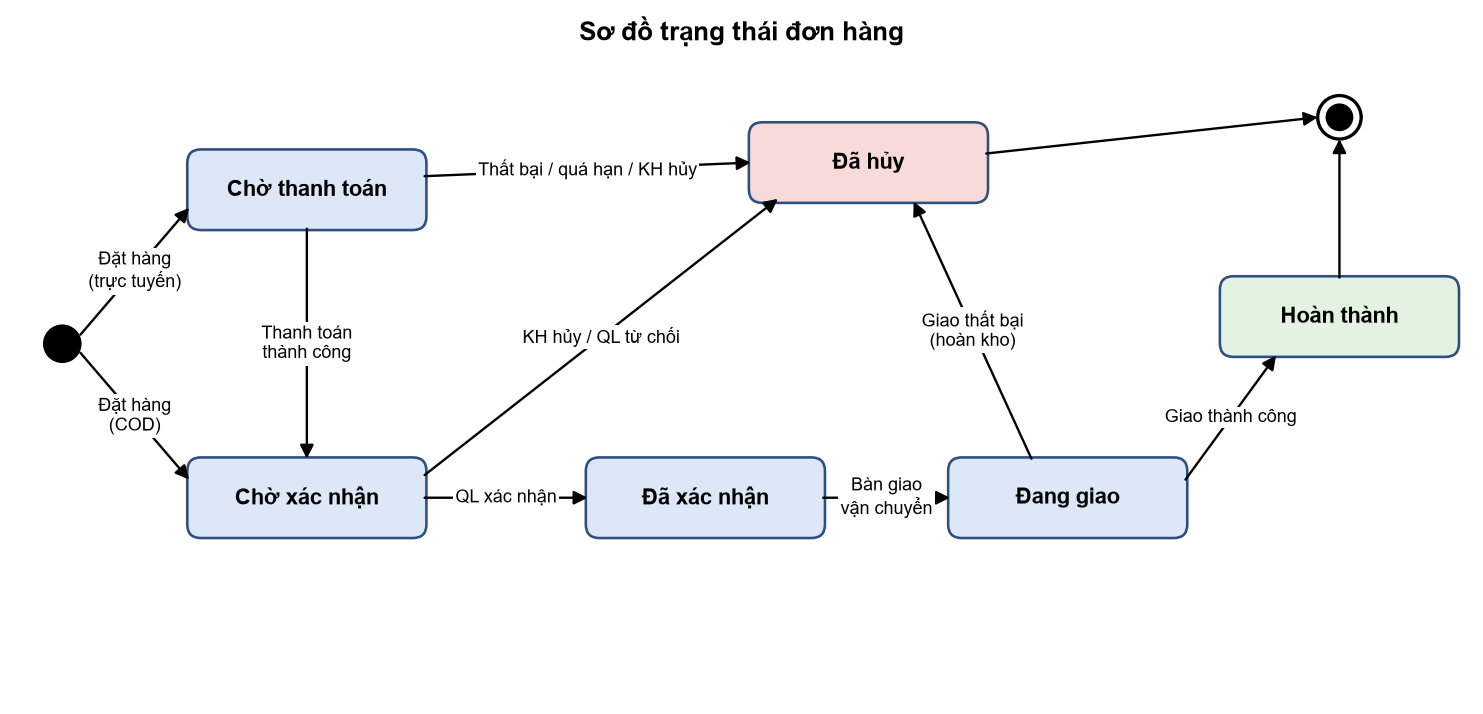 Sơ đồ trạng thái đơn hàng
Chờ thanh toán
Thất bại / quá hạn / KH hủy
Đã hủy
Đặt hàng
(trực tuyến)
Thanh toán
thành công
KH hủy / QL từ chối
Giao thất bại
(hoàn kho)
Hoàn thành
Đặt hàng
(COD)
Giao thành công
Chờ xác nhận
QL xác nhận
Đã xác nhận
Bàn giao
vận chuyển
Đang giao